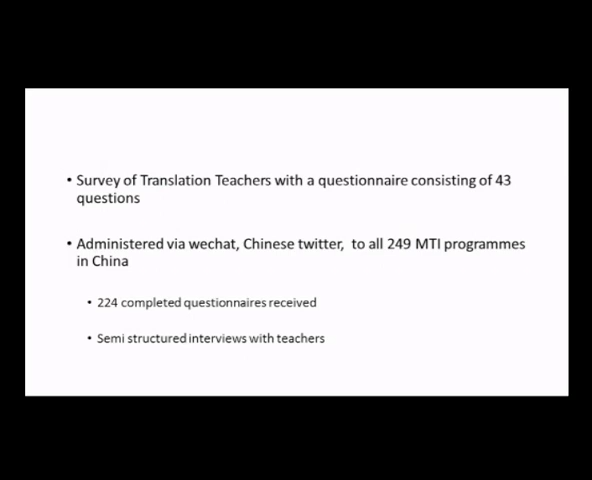 • Survey of Translation Teachers with a questionnaire consisting of 43
questions
• Administered via wechat, Chinese twitter,  to all 249 MTI programmes
in China
• 224 completed questionnaires received
• Semi structured interviews with teachers